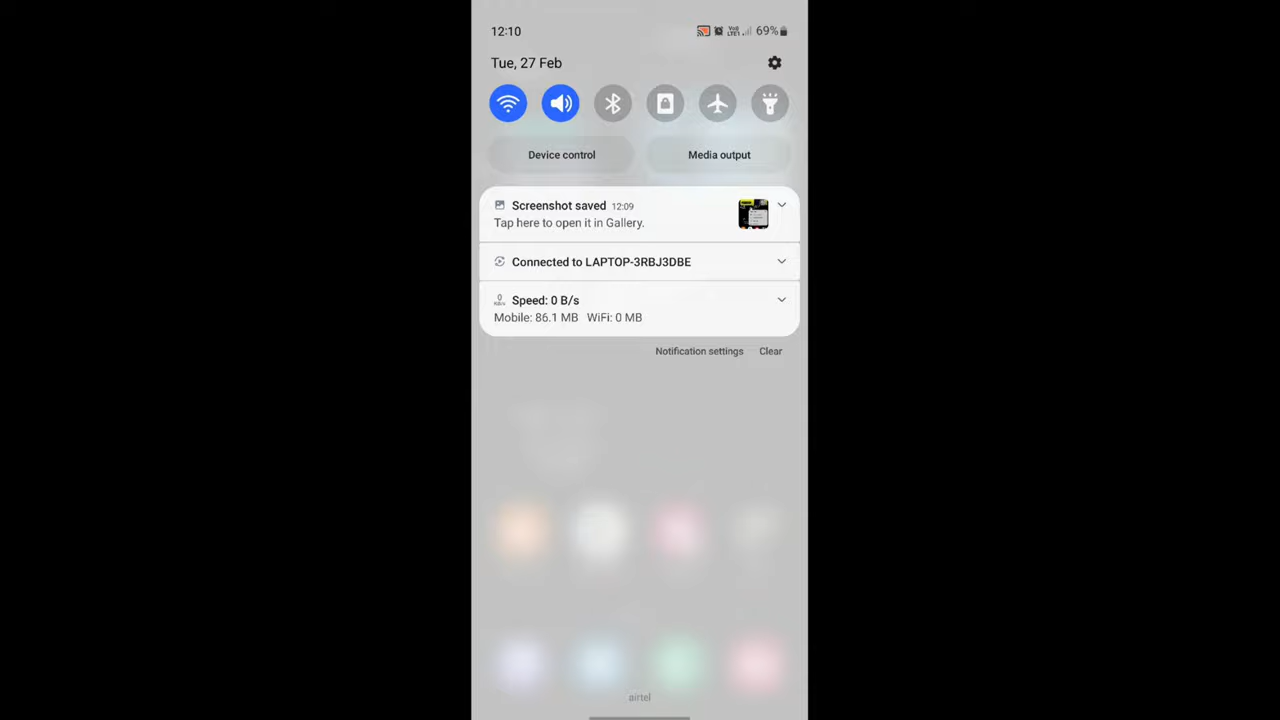 12:10
69%
Tue, 27 Feb
Device control
Media output
Screenshot saved 12:09
Tap here to open it in Gallery.
Connected to LAPTOP-3RBJ3DBE
Speed: 0 B/s
Mobile: 86.1 MB WiFi: 0 MB
Notification settings
Clear
airtel